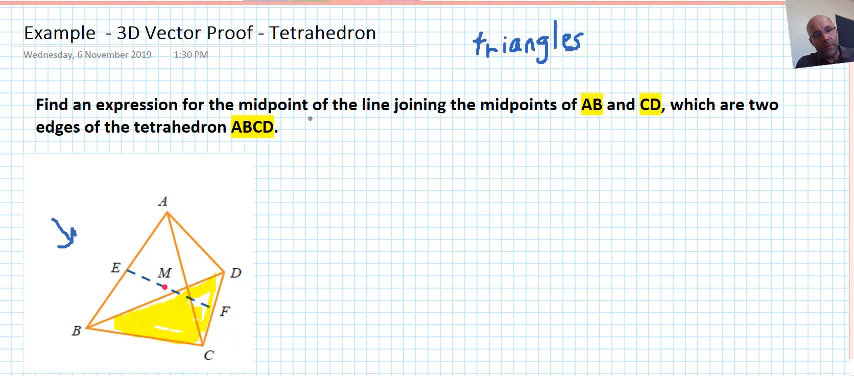 Example - 3D Vector Proof - Tetrahedron
Wednesday, 6 November 2019 1:30 PM
triangles
Find an expression for the midpoint of the line joining the midpoints of AB and CD, which are two
edges of the tetrahedron ABCD.
A
E
M
D
F
B
C